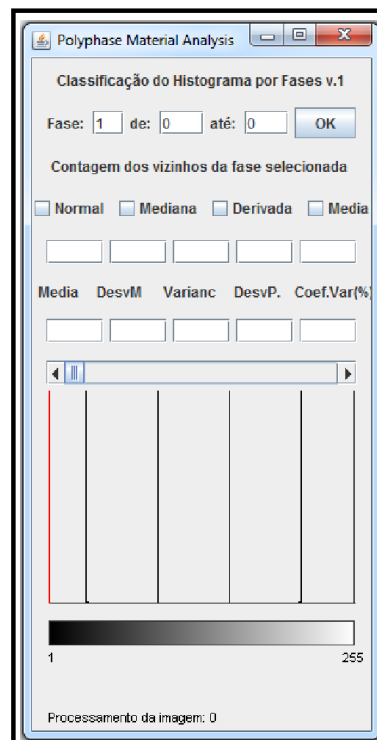 Polyphase Material Analysis
Classificação do Histograma por Fases v.1
Fase: 1 de: 0 até: 0 OK
Contagem dos vizinhos da fase selecionada
Normal Mediana Derivada Media
Media DesvM Varianc DesvP. Coef.Var(%)
1 255
Processamento da imagem: 0